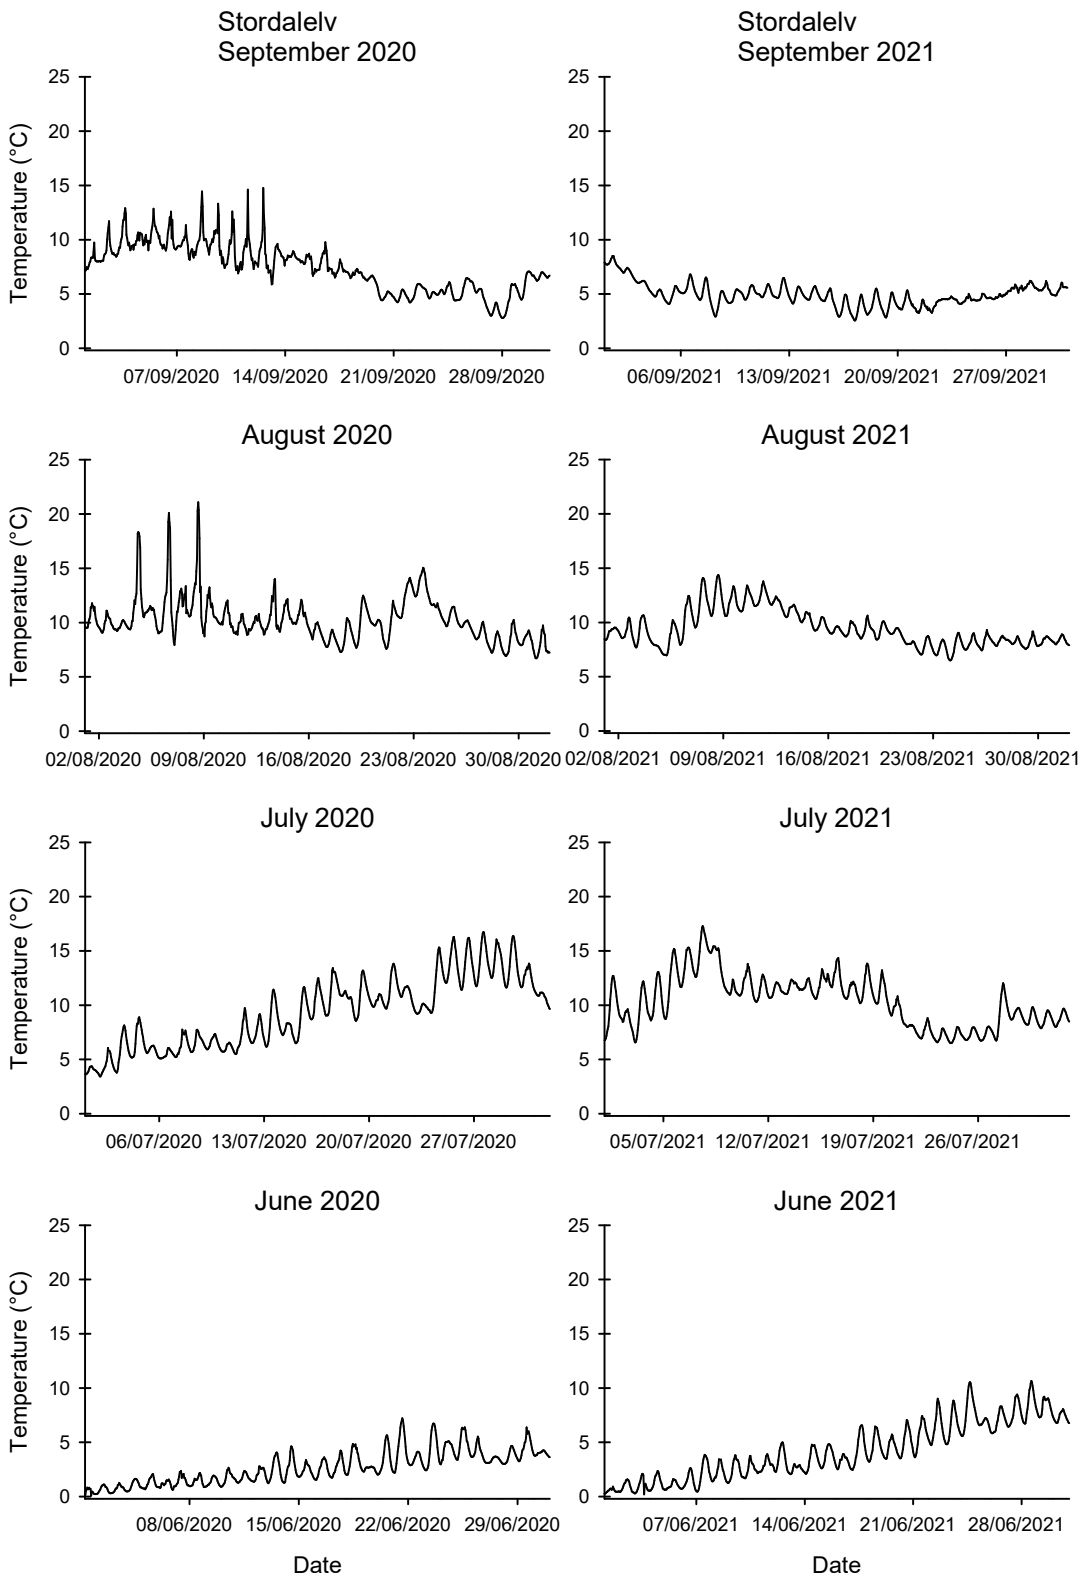 Stordalelv
September 2020
Stordalelv
September 2021
Temperature (°C)
25
20
15
10
5
0
07/09/2020 14/09/2020 21/09/2020 28/09/2020
25
20
15
10
5
0
06/09/2021 13/09/2021 20/09/2021 27/09/2021
August 2020
August 2021
Temperature (°C)
25
20
15
10
5
0
02/08/2020 09/08/2020 16/08/2020 23/08/2020 30/08/2020
25
20
15
10
5
0
02/08/2021 09/08/2021 16/08/2021 23/08/2021 30/08/2021
July 2020
July 2021
Temperature (°C)
25
20
15
10
5
0
06/07/2020 13/07/2020 20/07/2020 27/07/2020
25
20
15
10
5
0
05/07/2021 12/07/2021 19/07/2021 26/07/2021
June 2020
June 2021
Temperature (°C)
25
20
15
10
5
0
08/06/2020 15/06/2020 22/06/2020 29/06/2020
Date
25
20
15
10
5
0
07/06/2021 14/06/2021 21/06/2021 28/06/2021
Date